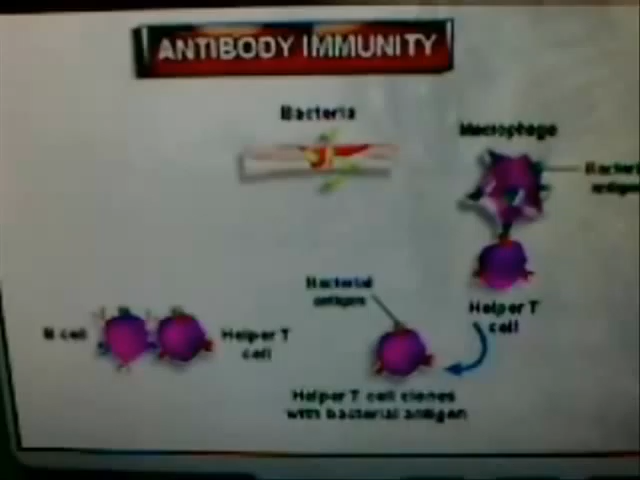 ANTIBODY IMMUNITY
Bacteria
Macrophage
Bacterial
antigen
Helper T
cell
Bacterial
antigen
B cell
Helper T
cell
Helper T cell clones
with bacterial antigen